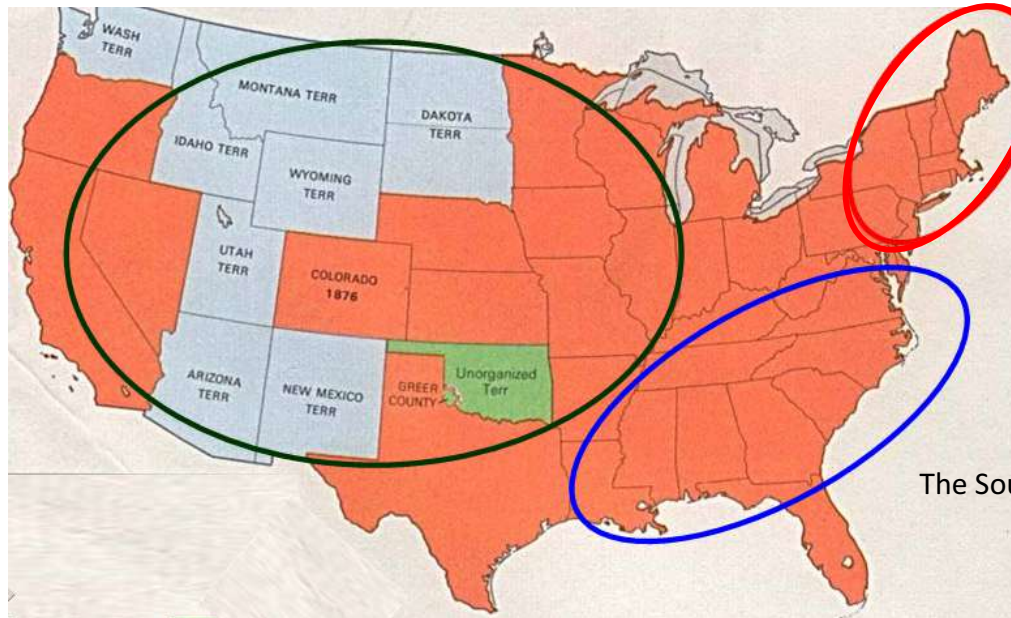 WASH
TERR
MONTANA TERR
DAKOTA
TERR
IDAHO TERR
WYOMING
TERR
UTAH
TERR
COLORADO
1876
ARIZONA
TERR
NEW MEXICO
TERR
GREER
COUNTY
Unorganized
Terr
The Sou